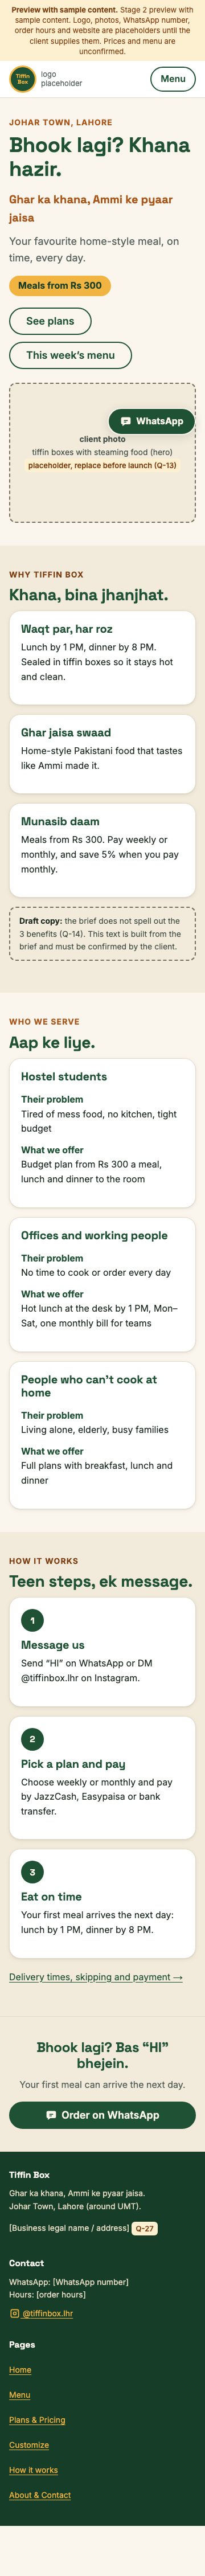 Preview with sample content. Stage 2 preview with
sample content. Logo, photos, WhatsApp number,
order hours and website are placeholders until the
client supplies them. Prices and menu are
unconfirmed.
Tiffin
Box
logo
placeholder
Menu
JOHAR TOWN, LAHORE
Bhook lagi? Khana
hazir.
Ghar ka khana, Ammi ke pyaar
jaisa
Your favourite home-style meal, on
time, every day.
Meals from Rs 300
See plans
This week's menu
WhatsApp
client photo
tiffin boxes with steaming food (hero)
placeholder, replace before launch (Q-13)
WHY TIFFIN BOX
Khana, bina jhanjhat.
Waqt par, har roz
Lunch by 1 PM, dinner by 8 PM.
Sealed in tiffin boxes so it stays hot
and clean.
Ghar jaisa swaad
Home-style Pakistani food that tastes
like Ammi made it.
Munasib daam
Meals from Rs 300. Pay weekly or
monthly, and save 5% when you pay
monthly.
Draft copy: the brief does not spell out the
3 benefits (Q-14). This text is built from the
brief and must be confirmed by the client.
WHO WE SERVE
Aap ke liye.
Hostel students
Their problem
Tired of mess food, no kitchen, tight
budget
What we offer
Budget plan from Rs 300 a meal,
lunch and dinner to the room
Offices and working people
Their problem
No time to cook or order every day
What we offer
Hot lunch at the desk by 1 PM, Mon–
Sat, one monthly bill for teams
People who can't cook at
home
Their problem
Living alone, elderly, busy families
What we offer
Full plans with breakfast, lunch and
dinner
HOW IT WORKS
Teen steps, ek message.
1
Message us
Send “HI” on WhatsApp or DM
@tiffinbox.lhr on Instagram.
2
Pick a plan and pay
Choose weekly or monthly and pay
by JazzCash, Easypaisa or bank
transfer.
3
Eat on time
Your first meal arrives the next day:
lunch by 1 PM, dinner by 8 PM.
Delivery times, skipping and payment →
Bhook lagi? Bas “HI”
bhejein.
Your first meal can arrive the next day.
Order on WhatsApp
Tiffin Box
Ghar ka khana, Ammi ke pyaar jaisa.
Johar Town, Lahore (around UMT).
[Business legal name / address] Q-27
Contact
WhatsApp: [WhatsApp number]
Hours: [order hours]
@tiffinbox.lhr
Pages
Home
Menu
Plans & Pricing
Customize
How it works
About & Contact